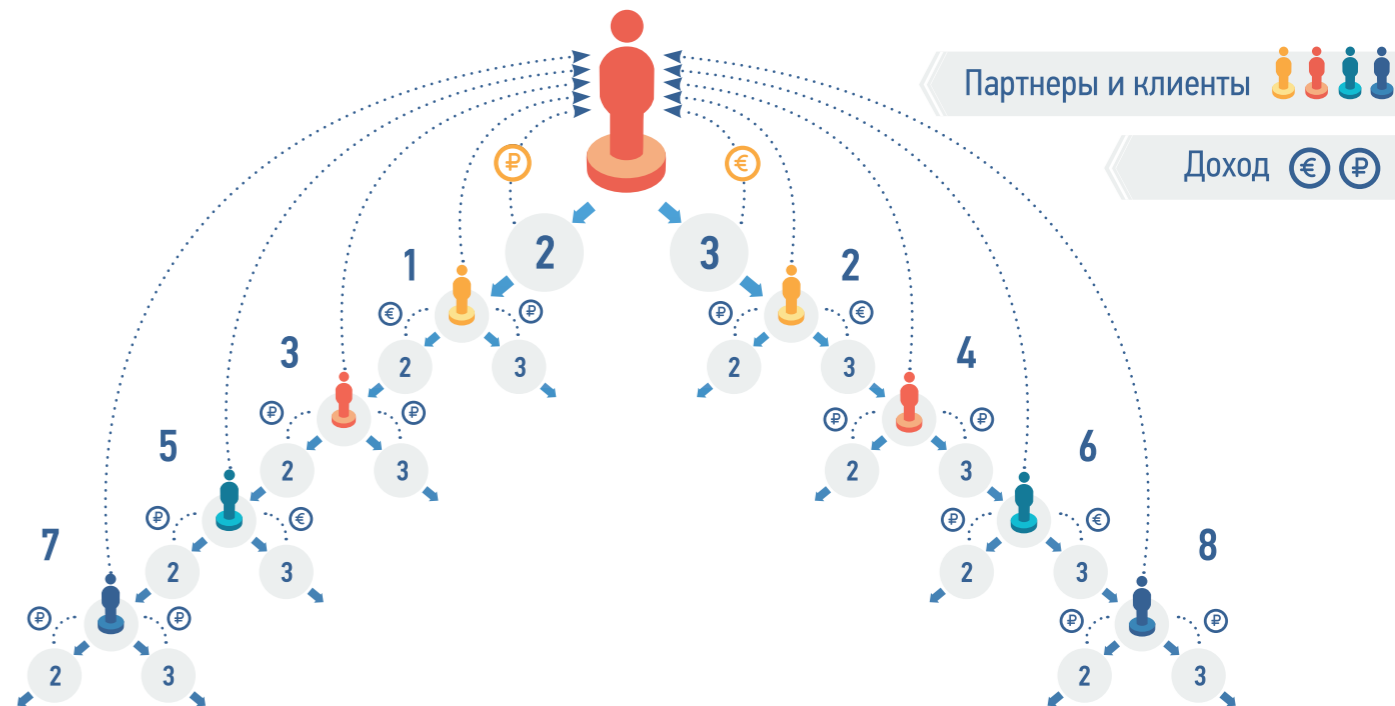 Партнеры и клиенты
Доход € ₽
₽ €
2 3
1 2
€ ₽ ₽ €
2 3 2 3
3 4
₽ ₽ ₽ ₽
2 3 2 3
5 6
₽ € ₽ €
2 3 2 3
7 8
₽ ₽ ₽ ₽
2 3 2 3